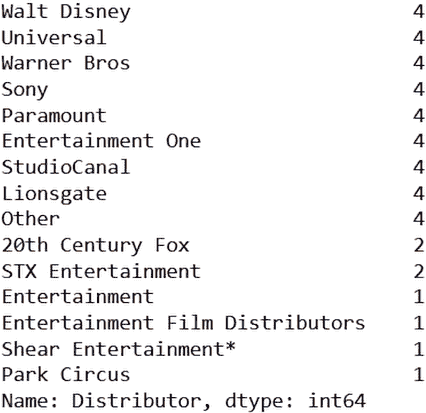 Walt Disney 4
Universal 4
Warner Bros 4
Sony 4
Paramount 4
Entertainment One 4
StudioCanal 4
Lionsgate 4
Other 4
20th Century Fox 2
STX Entertainment 2
Entertainment 1
Entertainment Film Distributors 1
Shear Entertainment* 1
Park Circus 1
Name: Distributor, dtype: int64